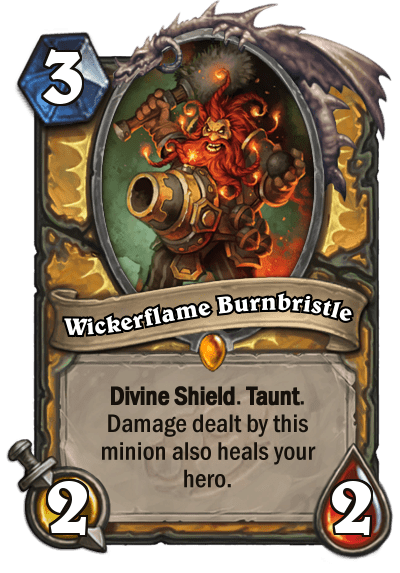 3
Wickerflame Burnbristle
Divine Shield. Taunt.
Damage dealt by this
minion also heals your
hero.
2
2